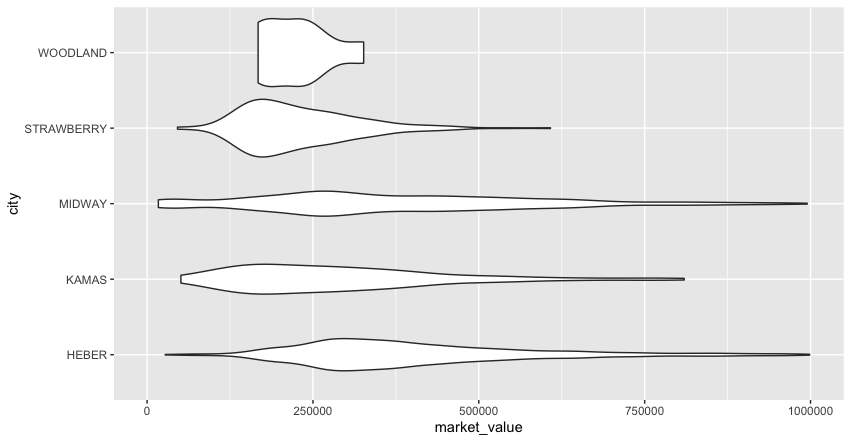 WOODLAND
STRAWBERRY
MIDWAY
KAMAS
HEBER
city
0 250000 500000 750000 1000000
market_value